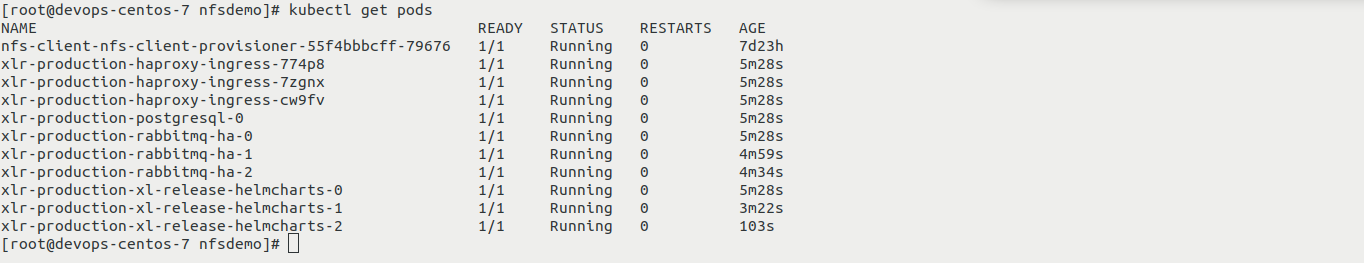 [root@devops-centos-7 nfsdemo]# kubectl get pods
NAME READY STATUS RESTARTS AGE
nfs-client-nfs-client-provisioner-55f4bbbcff-79676 1/1 Running 0 7d23h
xlr-production-haproxy-ingress-774p8 1/1 Running 0 5m28s
xlr-production-haproxy-ingress-7zgnx 1/1 Running 0 5m28s
xlr-production-haproxy-ingress-cw9fv 1/1 Running 0 5m28s
xlr-production-postgresql-0 1/1 Running 0 5m28s
xlr-production-rabbitmq-ha-0 1/1 Running 0 5m28s
xlr-production-rabbitmq-ha-1 1/1 Running 0 4m59s
xlr-production-rabbitmq-ha-2 1/1 Running 0 4m34s
xlr-production-xl-release-helmcharts-0 1/1 Running 0 5m28s
xlr-production-xl-release-helmcharts-1 1/1 Running 0 3m22s
xlr-production-xl-release-helmcharts-2 1/1 Running 0 103s
[root@devops-centos-7 nfsdemo]#